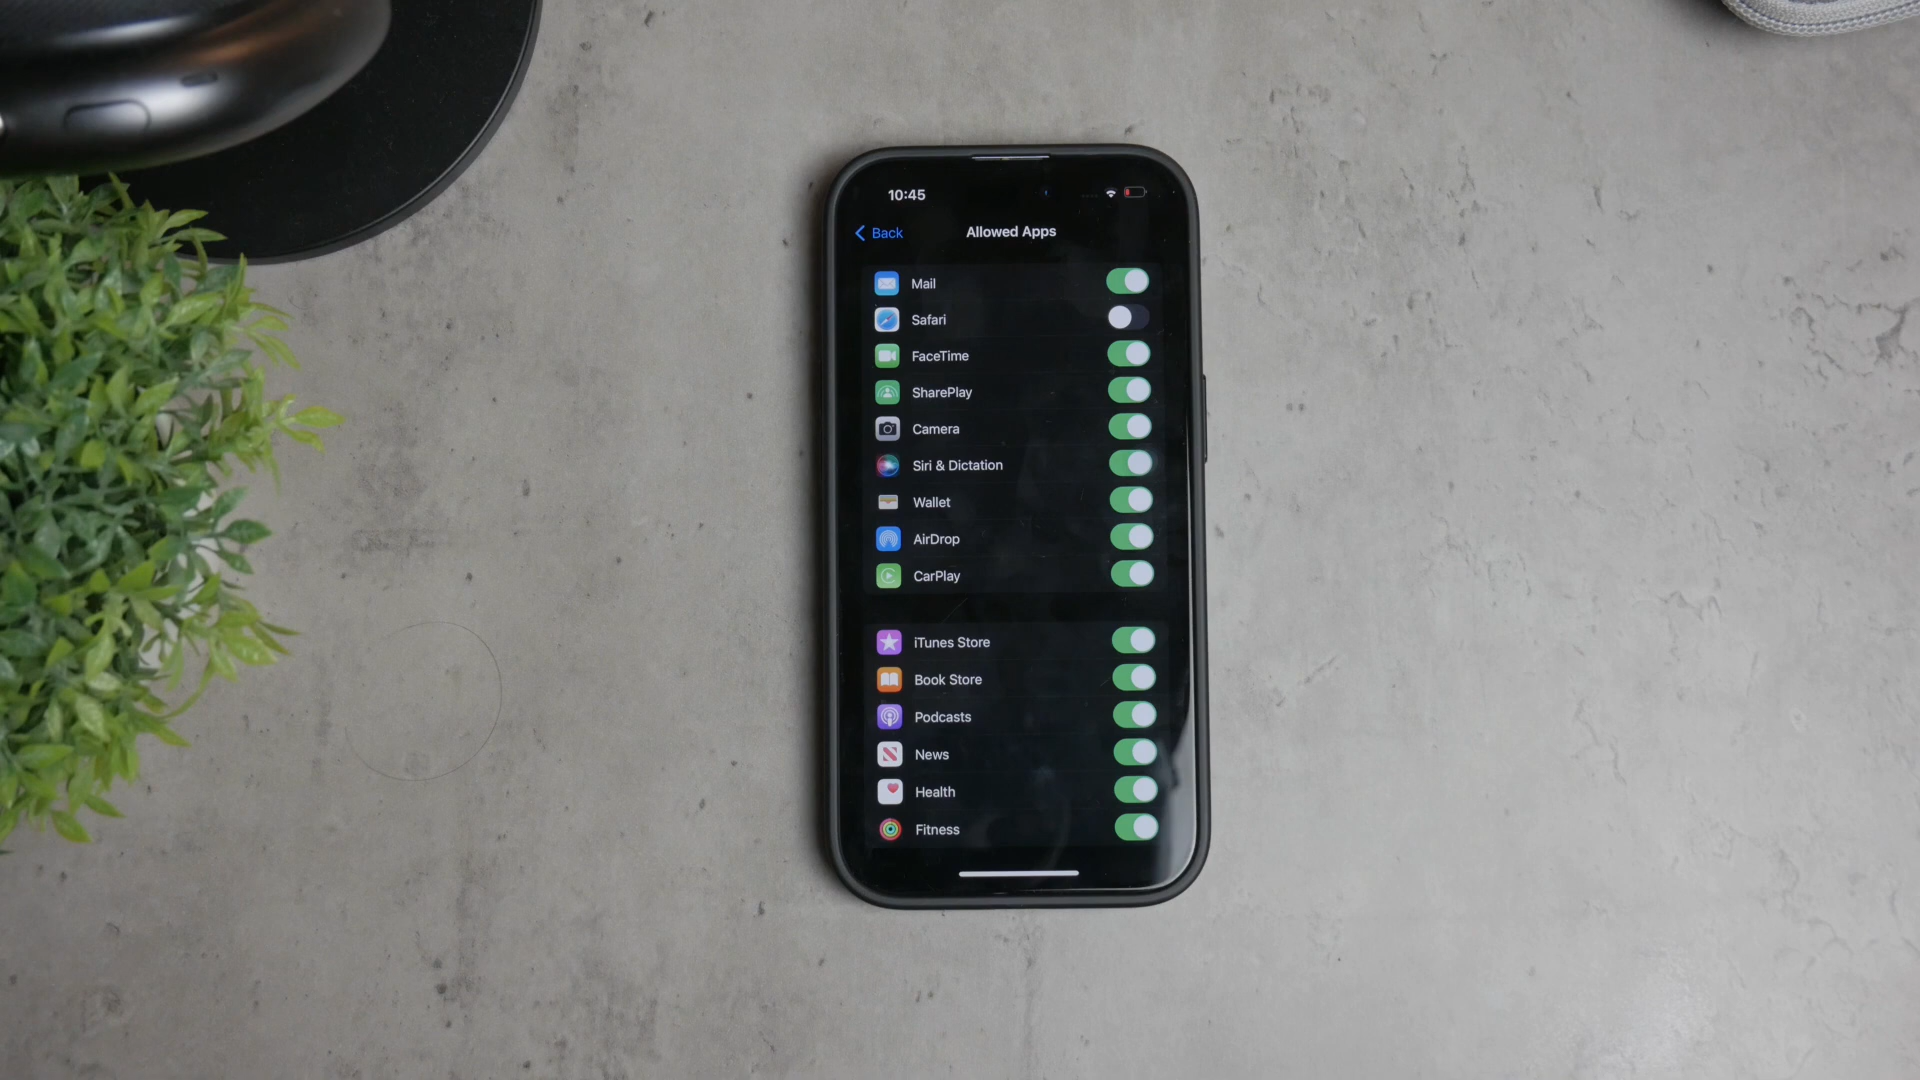 10:45
Back
Allowed Apps
Mail
Safari
FaceTime
SharePlay
Camera
Siri & Dictation
Wallet
AirDrop
CarPlay
iTunes Store
Book Store
Podcasts
News
Health
Fitness